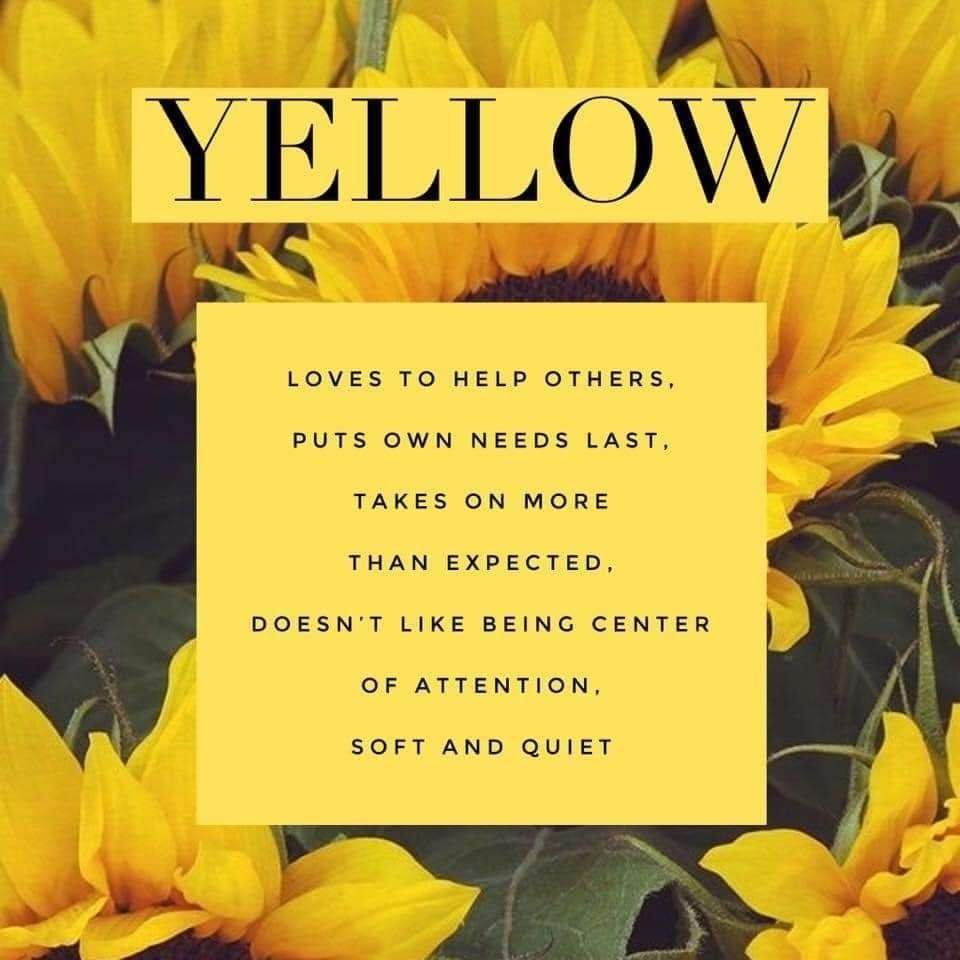 YELLOW
LOVES TO HELP OTHERS,
PUTS OWN NEEDS LAST,
TAKES ON MORE
THAN EXPECTED,
DOESN'T LIKE BEING CENTER
OF ATTENTION,
SOFT AND QUIET